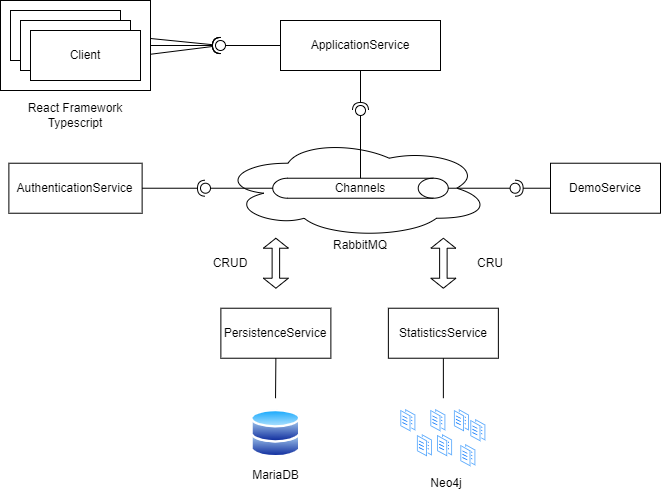 Client
ApplicationService
React Framework
Typescript
AuthenticationService
Channels
DemoService
RabbitMQ
CRUD
CRU
PersistenceService
StatisticsService
MariaDB
Neo4j